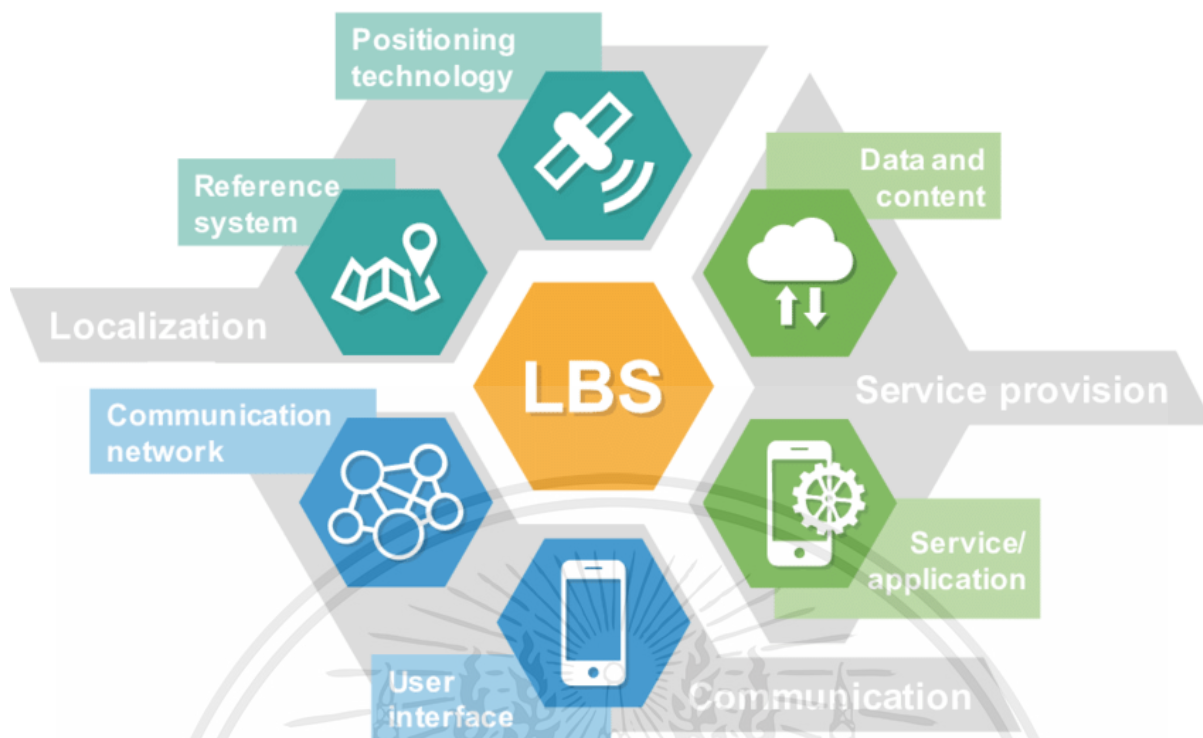 Positioning
technology
Data and
content
Reference
system
Localization
LBS
Service provision
Communication
network
Service/
application
User
interface
Communication